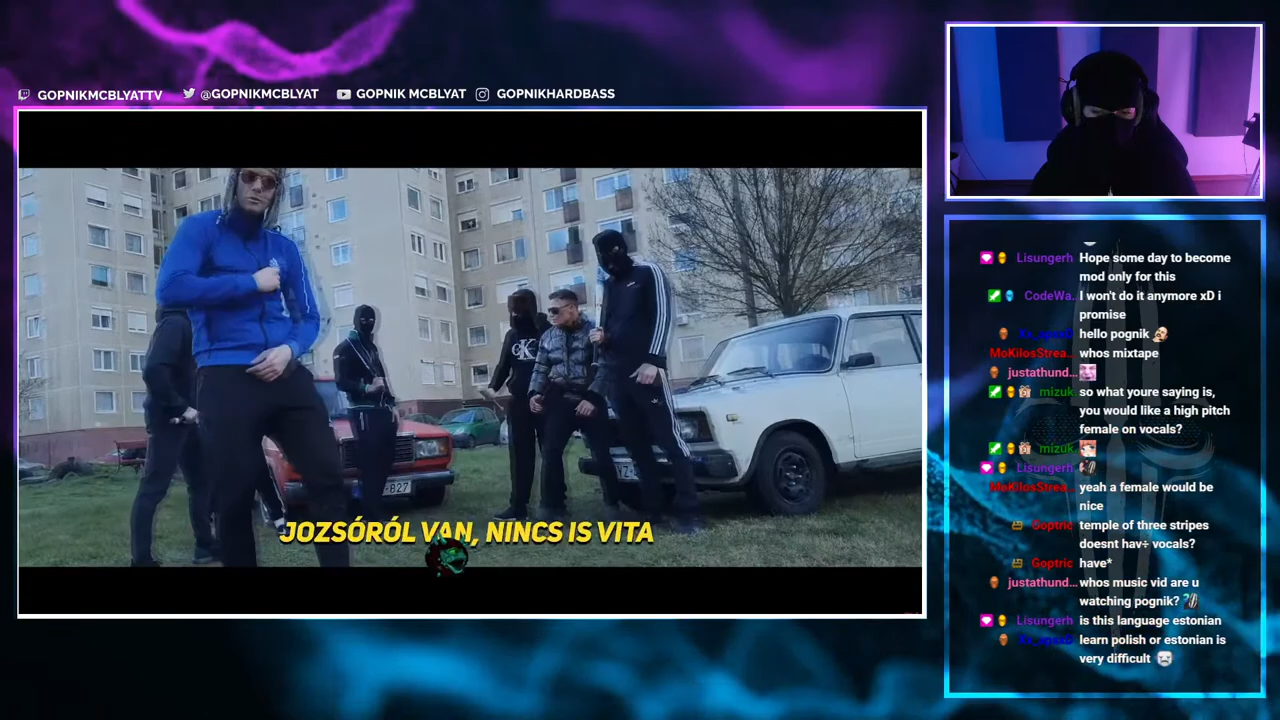 GOPNIKMCBLYATTV
@GOPNIKMCBLYAT
GOPNIK MCBLYAT
GOPNIKHARDBASS
JOZSÓRÓL VAN, NINCS IS VITA
CK
-827
Lisungerh Hope some day to become
mod only for this
CodeWa.. I won't do it anymore xD i
promise
hello pognik
MoKilosStrea... whos mixtape
justathund...
mizuk so what youre saying is,
you would like a high pitch
female on vocals?
mizuk
Lisungerh
MoKilosStrea... yeah a female would be
nice
Goptric temple of three stripes
doesnt hav÷ vocals?
Goptric have*
justathund... whos music vid are u
watching pognik?
Lisungerh is this language estonian
learn polish or estonian is
very difficult